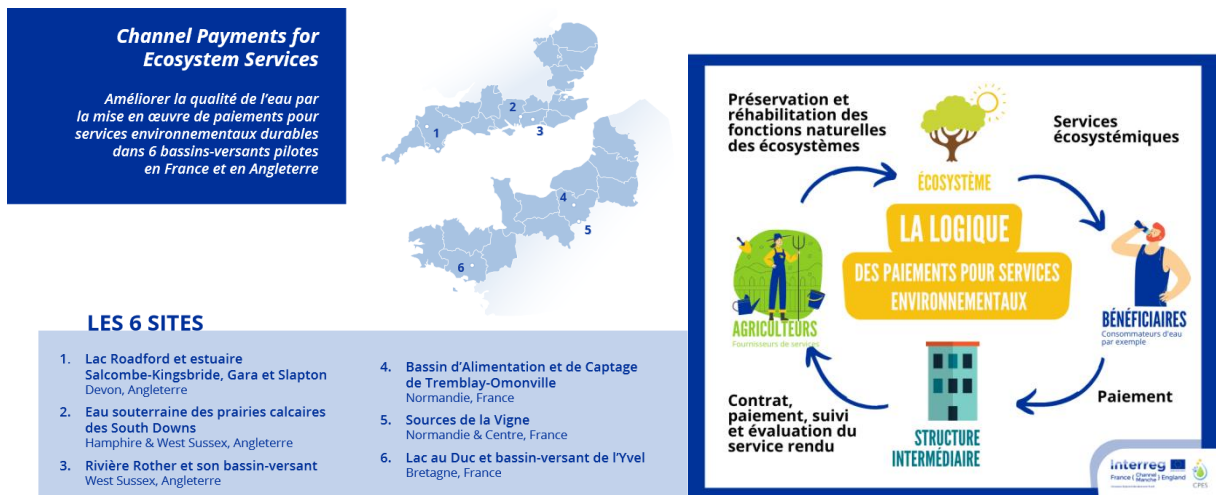 Channel Payments for
Ecosystem Services
Améliorer la qualité de l’eau par
la mise en œuvre de paiements pour
services environnementaux durables
dans 6 bassins-versants pilotes
en France et en Angleterre
1
2
3
4
5
6
LES 6 SITES
1. Lac Roadford et estuaire
Salcombe-Kingsbride, Gara et Slapton
Devon, Angleterre
2. Eau souterraine des prairies calcaires
des South Downs
Hamphire & West Sussex, Angleterre
3. Rivière Rother et son bassin-versant
West Sussex, Angleterre
4. Bassin d’Alimentation et de Captage
de Tremblay-Omonville
Normandie, France
5. Sources de la Vigne
Normandie & Centre, France
6. Lac au Duc et bassin-versant de l’Yvel
Bretagne, France
Préservation et
réhabilitation des
fonctions naturelles
des écosystèmes
Services
écosystémiques
ÉCOSYSTÈME
LA LOGIQUE
DES PAIEMENTS POUR SERVICES
ENVIRONNEMENTAUX
AGRICULTEURS
Fournisseurs de services
BÉNÉFICIAIRES
Consommateurs d'eau
par exemple
Contrat,
paiement, suivi
et évaluation du
service rendu
STRUCTURE
INTERMÉDIAIRE
Paiement
Interreg
France ( Channel Manche ) England
CPES